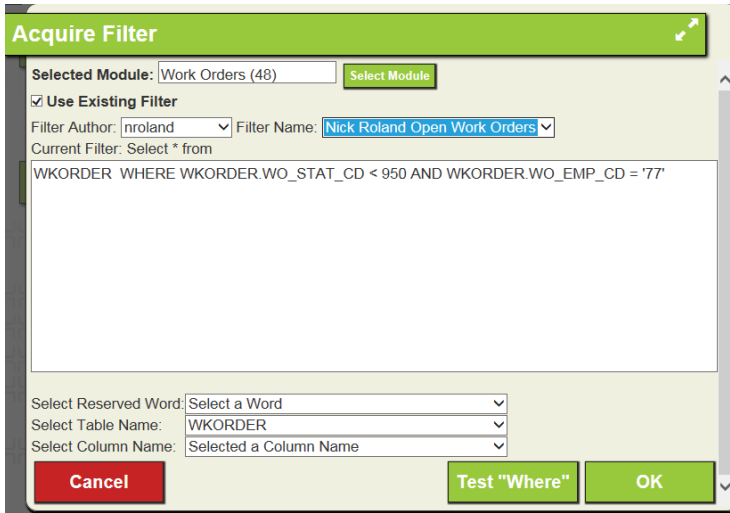 Acquire Filter
Selected Module: Work Orders (48) Select Module
Use Existing Filter
Filter Author: nroland Filter Name: Nick Roland Open Work Orders
Current Filter: Select * from
WKORDER WHERE WKORDER.WO_STAT_CD < 950 AND WKORDER.WO_EMP_CD = '77'
Select Reserved Word: Select a Word
Select Table Name: WKORDER
Select Column Name: Selected a Column Name
Cancel Test "Where" OK